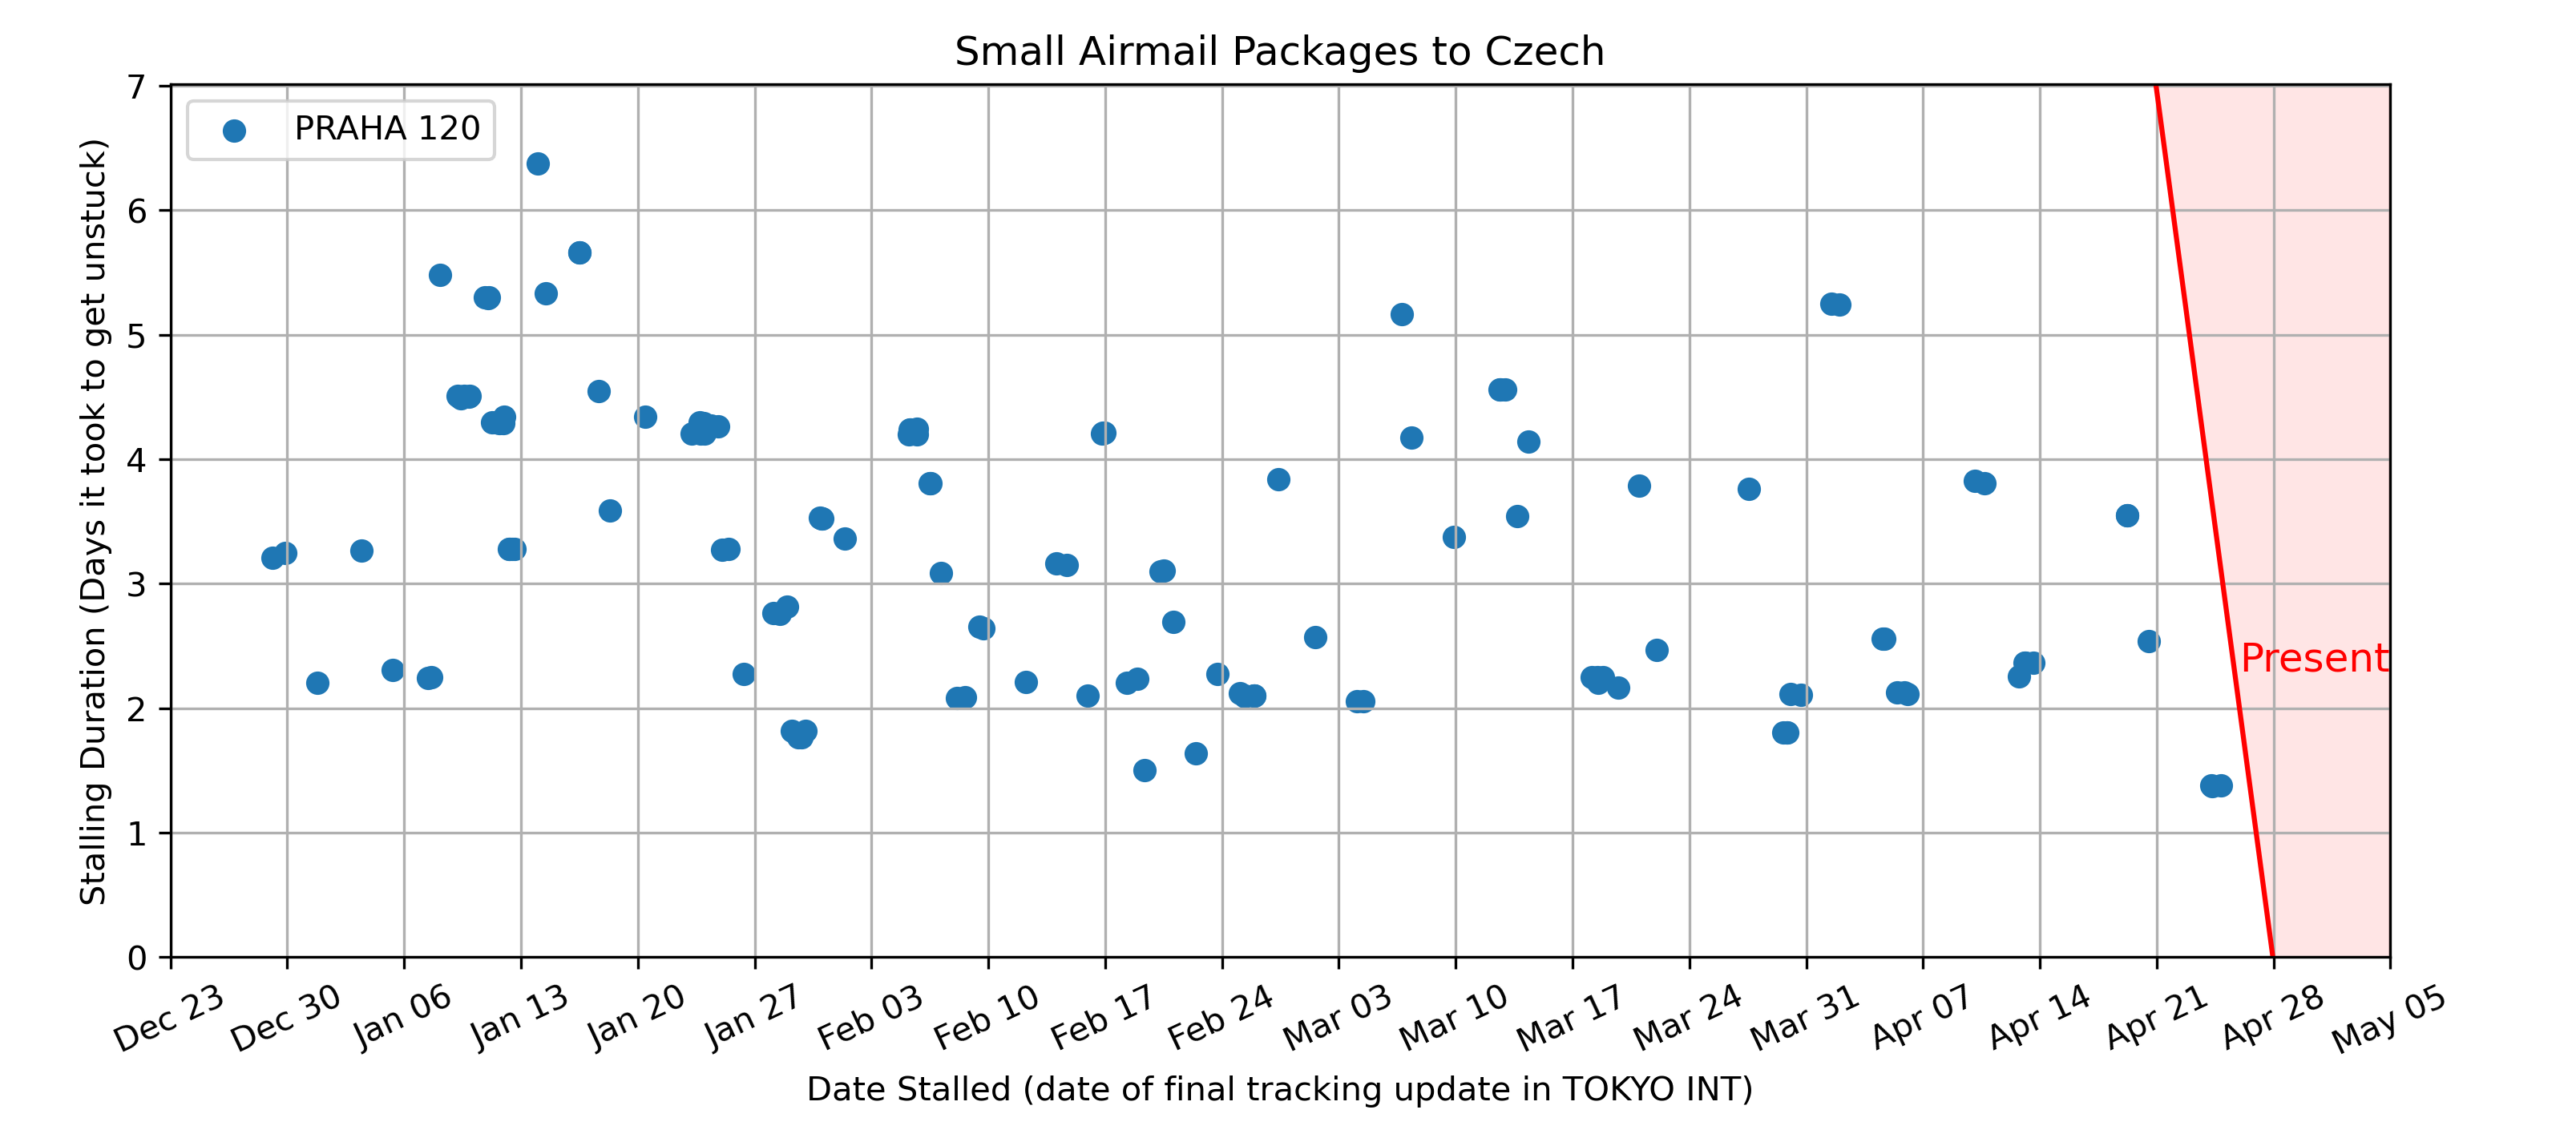 Small Airmail Packages to Czech
PRAHA 120
Stalling Duration (Days it took to get unstuck)
7
6
5
4
3
2
1
0
Present
Dec 23 Dec 30 Jan 06 Jan 13 Jan 20 Jan 27 Feb 03 Feb 10 Feb 17 Feb 24 Mar 03 Mar 10 Mar 17 Mar 24 Mar 31 Apr 07 Apr 14 Apr 21 Apr 28 May 05
Date Stalled (date of final tracking update in TOKYO INT)